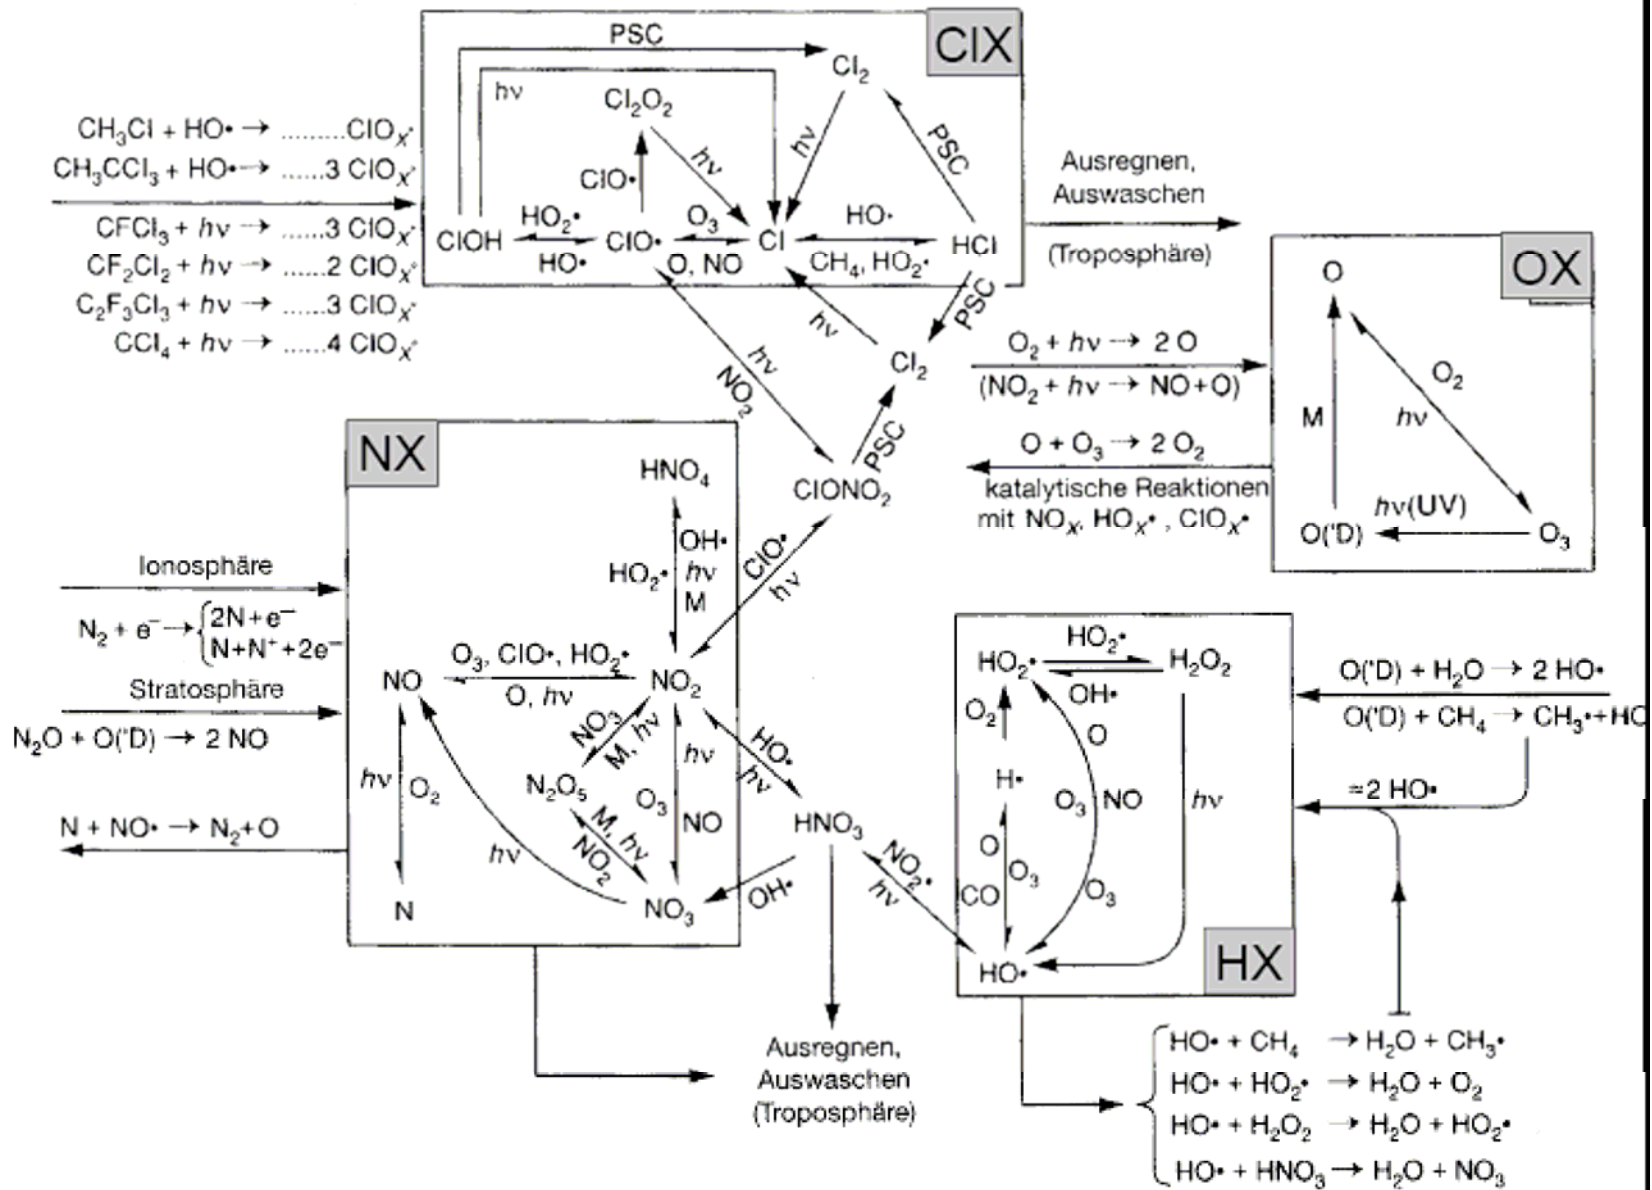 ClX
PSC
Cl₂
hν
Cl₂O₂
hν
hν
PSC
ClO•
HO₂•
O₃
HO•
ClOH
ClO•
Cl
HCl
HO•
O, NO
CH₄, HO₂•
CH₃Cl + HO• → .........ClOₓ•
CH₃CCl₃ + HO• → ......3 ClOₓ•
CFCl₃ + hν → ......3 ClOₓ•
CF₂Cl₂ + hν → ......2 ClOₓ•
C₂F₃Cl₃ + hν → ......3 ClOₓ•
CCl₄ + hν → ......4 ClOₓ•
Ausregnen,
Auswaschen
(Troposphäre)
PSC
hν
Cl₂
hν
NO₂
PSC
ClONO₂
ClO•
hν
OX
O
O₂
hν
M
hν(UV)
O('D)
O₃
O₂ + hν → 2 O
(NO₂ + hν → NO+O)
O + O₃ → 2 O₂
katalytische Reaktionen
mit NOₓ, HOₓ•, ClOₓ•
NX
HNO₄
OH•
HO₂•
hν
M
O₃, ClO•, HO₂•
NO
NO₂
O, hν
NO₃
M, hν
hν
O₂
N₂O₅
O₃
hν
NO
M, hν
NO₂
hν
N
NO₃
Ionosphäre
N₂ + e⁻ →
2N+e⁻
N+N⁺+2e⁻
Stratosphäre
N₂O + O('D) → 2 NO
N + NO• → N₂+O
HO•
hν
HNO₃
OH•
NO₂•
hν
Ausregnen,
Auswaschen
(Troposphäre)
HO₂•
HO₂•
H₂O₂
OH•
O₂
O
H•
O₃
NO
hν
O
O₃
CO
O₃
HO•
HX
O('D) + H₂O → 2 HO•
O('D) + CH₄ → CH₃•+HO
=2 HO•
HO• + CH₄ → H₂O + CH₃•
HO• + HO₂• → H₂O + O₂
HO• + H₂O₂ → H₂O + HO₂•
HO• + HNO₃ → H₂O + NO₃